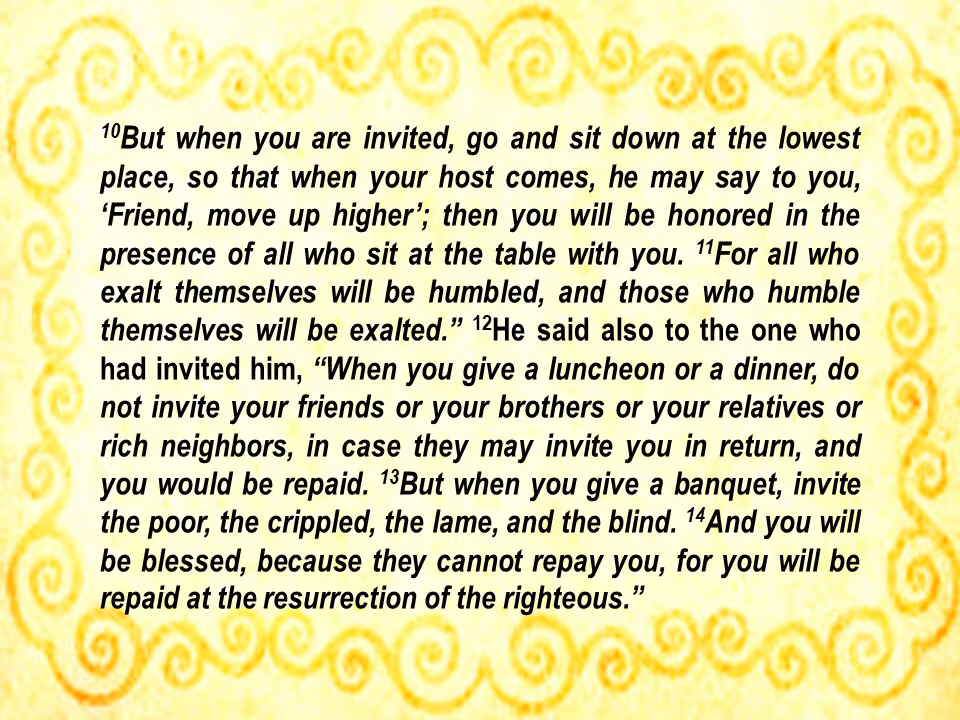 ¹⁰But when you are invited, go and sit down at the lowest
place, so that when your host comes, he may say to you,
‘Friend, move up higher’; then you will be honored in the
presence of all who sit at the table with you. ¹¹For all who
exalt themselves will be humbled, and those who humble
themselves will be exalted.” ¹²He said also to the one who
had invited him, “When you give a luncheon or a dinner, do
not invite your friends or your brothers or your relatives or
rich neighbors, in case they may invite you in return, and
you would be repaid. ¹³But when you give a banquet, invite
the poor, the crippled, the lame, and the blind. ¹⁴And you will
be blessed, because they cannot repay you, for you will be
repaid at the resurrection of the righteous.”